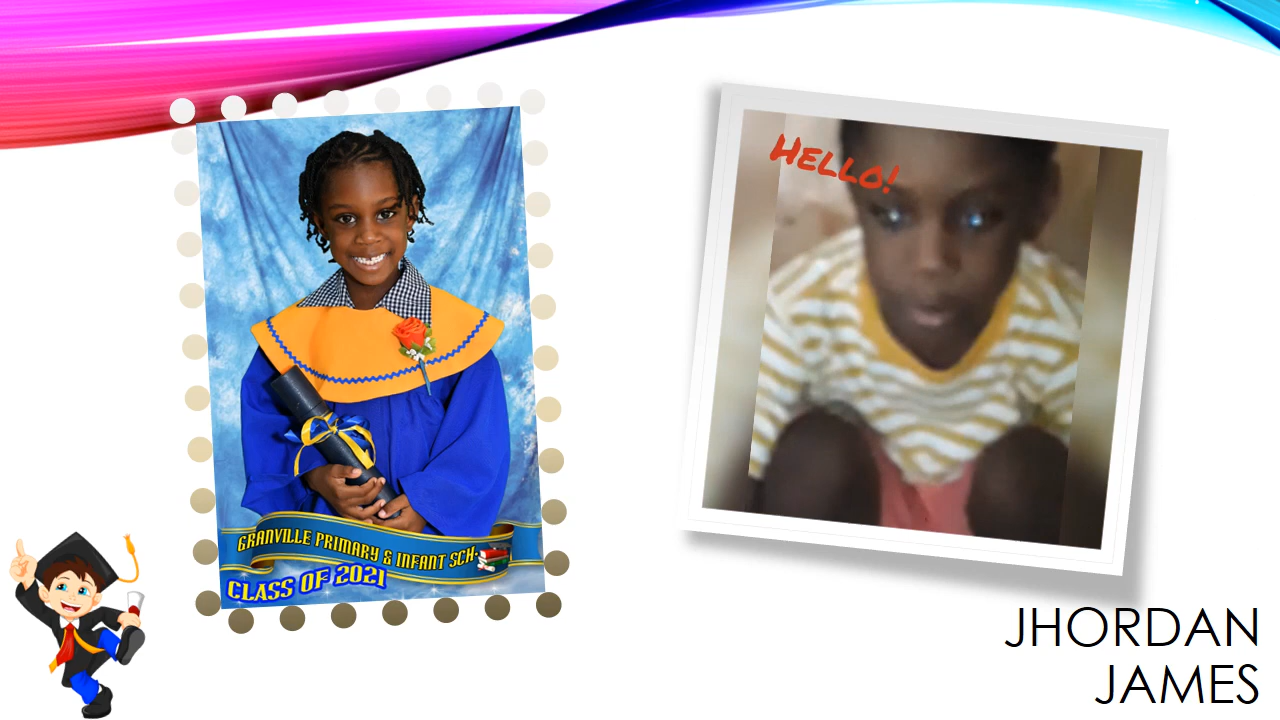 Hello!
GRANVILLE PRIMARY & INFANT SCH.
CLASS OF 2021
JHORDAN
JAMES